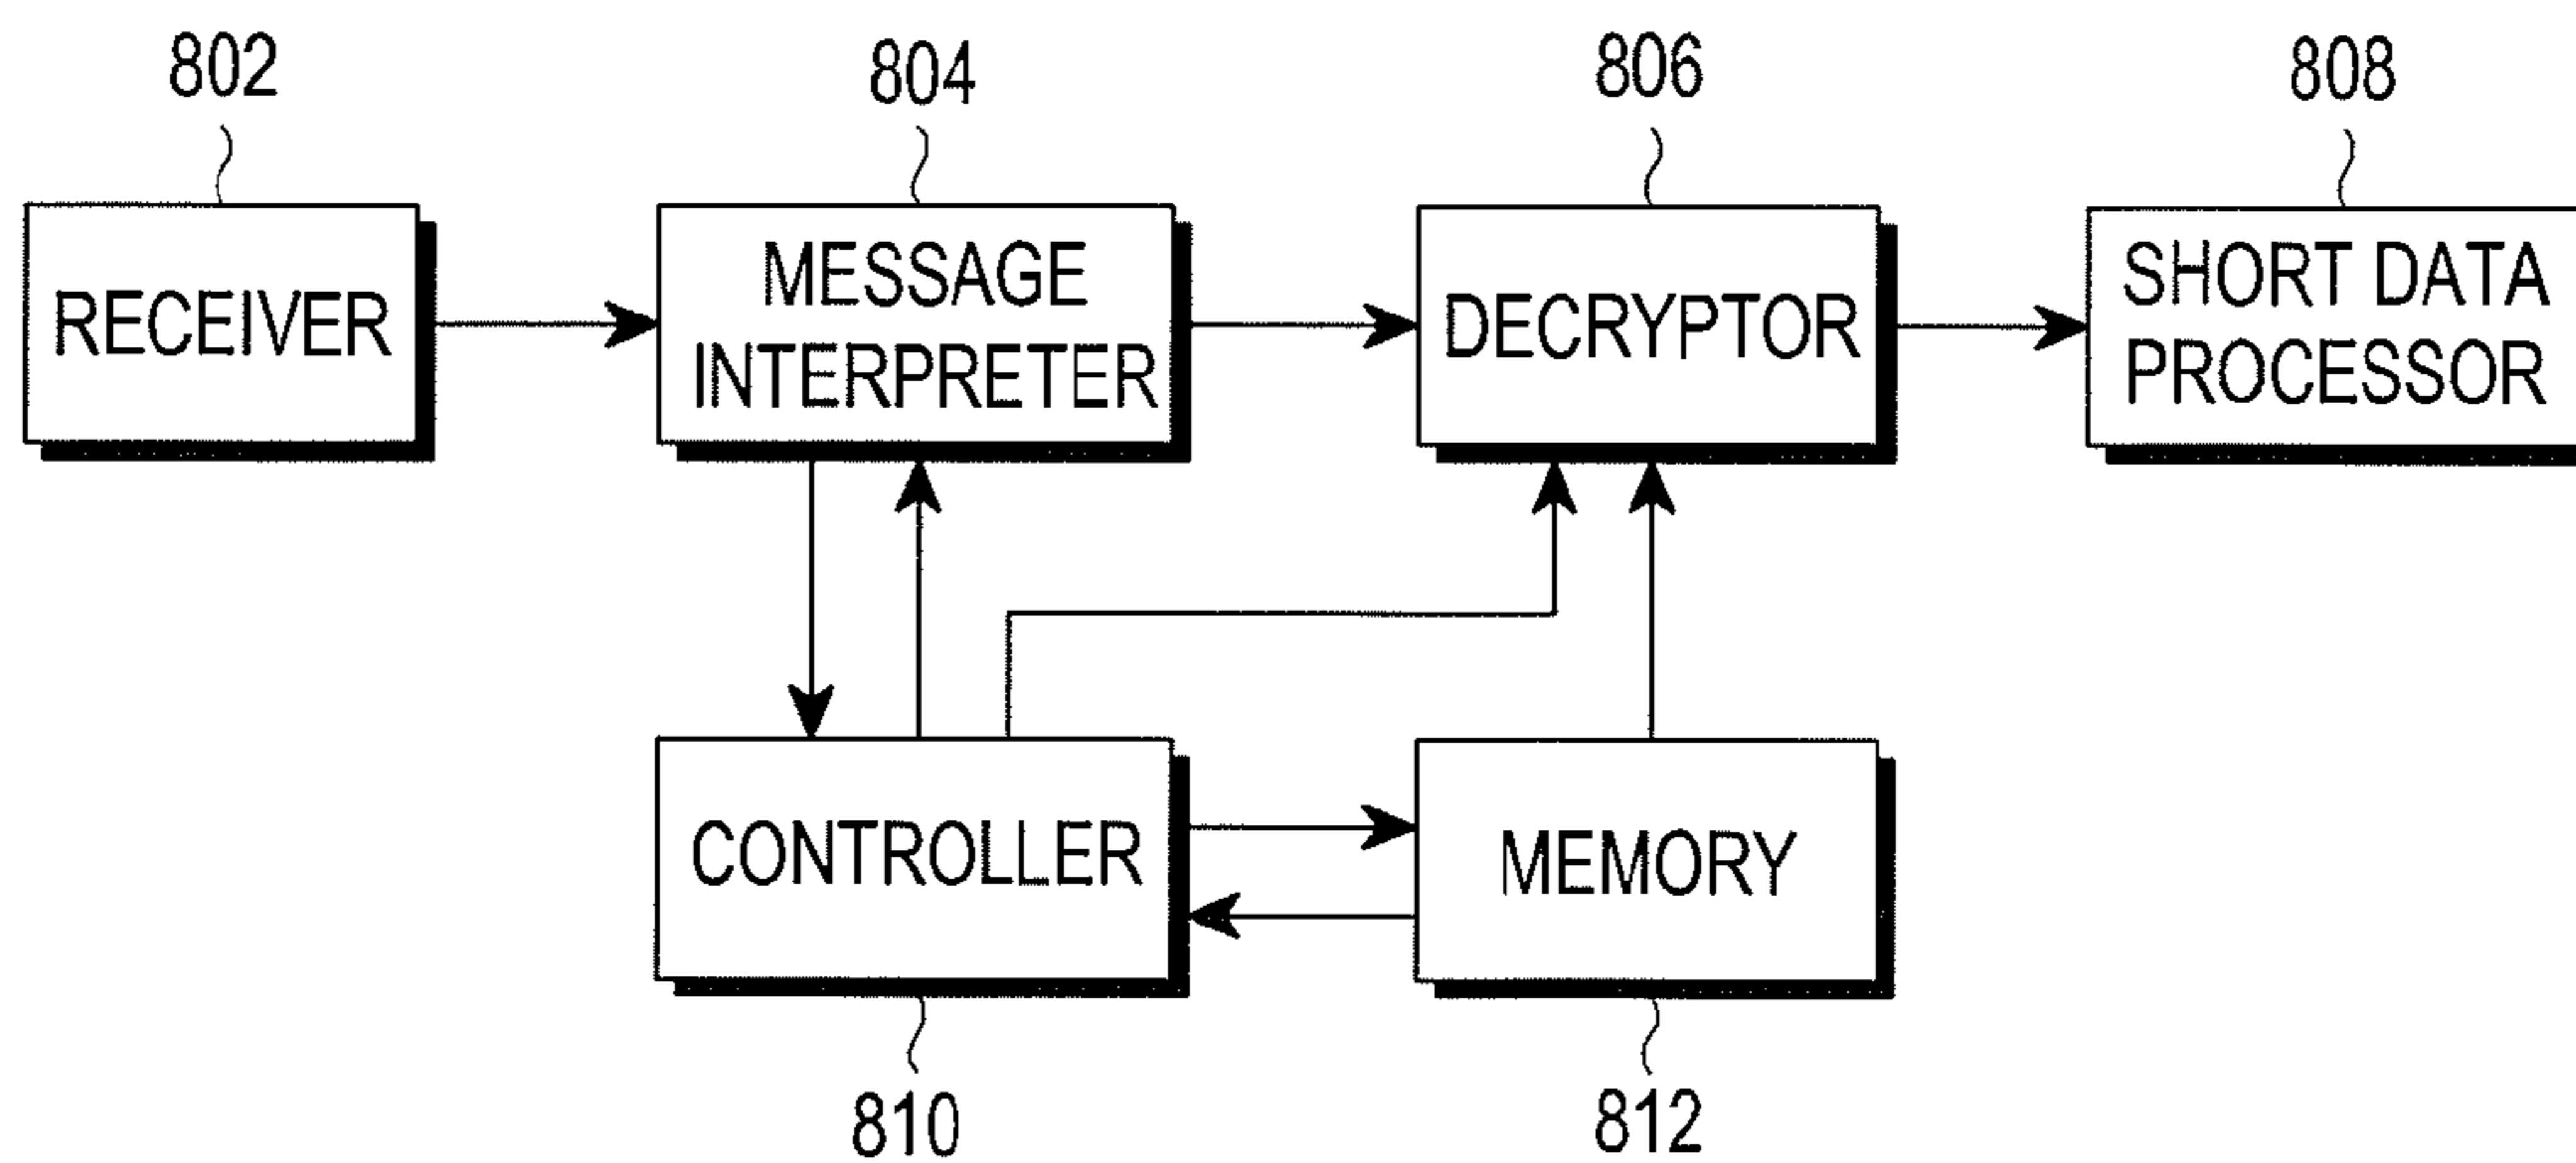 802
804
806
808
RECEIVER
MESSAGE
INTERPRETER
DECRYPTOR
SHORT DATA
PROCESSOR
CONTROLLER
MEMORY
810
812